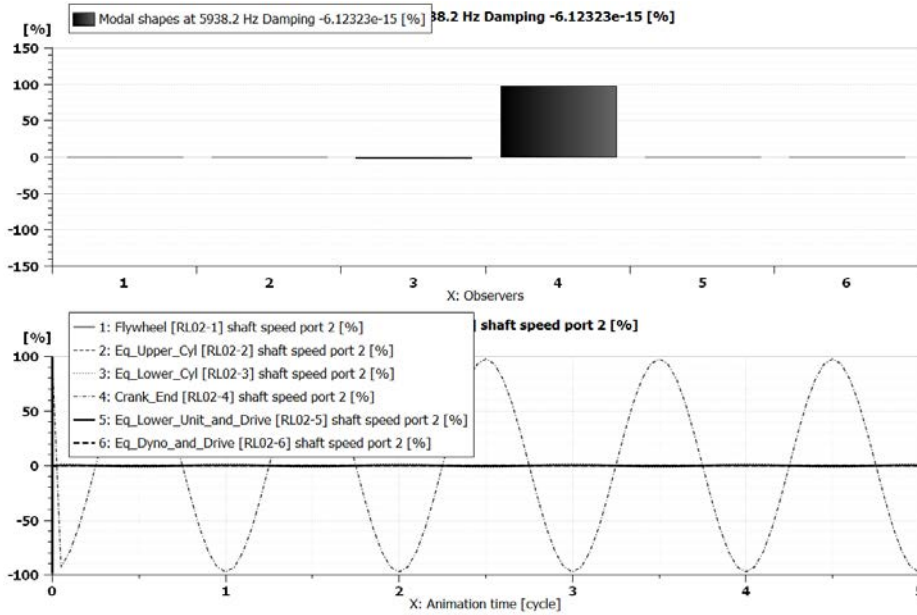 [%]
Modal shapes at 5938.2 Hz Damping -6.12323e-15 [%]
38.2 Hz Damping -6.12323e-15 [%]
150
100
50
0
-50
-100
-150
1 2 3 4 5 6
X: Observers
[%]
1: Flywheel [RL02-1] shaft speed port 2 [%]
] shaft speed port 2 [%]
2: Eq_Upper_Cyl [RL02-2] shaft speed port 2 [%]
3: Eq_Lower_Cyl [RL02-3] shaft speed port 2 [%]
4: Crank_End [RL02-4] shaft speed port 2 [%]
5: Eq_Lower_Unit_and_Drive [RL02-5] shaft speed port 2 [%]
6: Eq_Dyno_and_Drive [RL02-6] shaft speed port 2 [%]
100
50
0
-50
-100
0 1 2 3 4 5
X: Animation time [cycle]